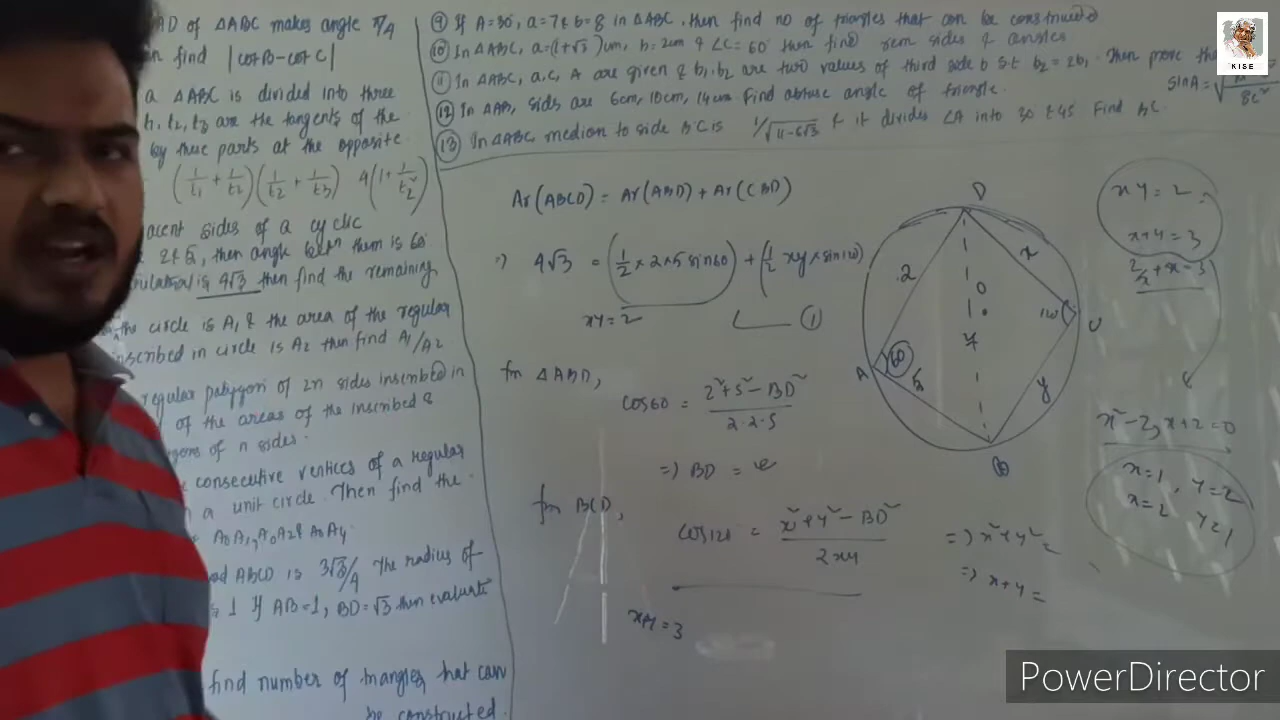 AD of ΔABC makes angle π/4
find |cotB-cotC|
a ΔABC is divided into three
t1, t2, t3 are the tangents of the
by these parts at the opposite
(1/t1 + 1/t2)(1/t2 + 1/t3) 4(1+1/t2²)
acent sides of a cyclic
2 & 5, then angle betn them is 60
4√3 then find the remaining
the circle is A1 & the area of the regular
inscribed in circle is A2 then find A1/A2
regular polygon of 2n sides inscribed in
of the areas of the inscribed &
gons of n sides.
consecutive vertices of a regular
n a unit circle. Then find the
A0A1, A0A2 & A0A4.
ABCD is 3√3/4 The radius of
1 If AB=1, BD=√3 then evaluate
find number of triangles that can
be constructed.
⑨ If A=30°, a=7 & b=8 in ΔABC, then find no of triangles that can be constructed
⑩ In ΔABC, a=(1+√3)cm, b=2cm & ∠C=60° then find rem sides & angles
⑪ In ΔABC, a,c, A are given & b1,b2 are two values of third side b s.t b2=2b1. Then prove tha
sinA=√ 8c²
⑫ In ΔAB, sides are 6cm, 10cm, 14cm find obtuse angle of triangle.
⑬ In ΔABC median to side BC is 1/√11-6√3 & it divides ∠A into 30 & 45 Find BC.
Ar(ABCD) = Ar(ABD) + Ar(CBD)
⇒ 4√3 = (1/2×2×5 sin60) + (1/2 xy×sin120)
xy=2 ①
In ΔABD,
cos60 = 2²+5²-BD² / 2·2·5
⇒ BD =
In BCD,
cos120 = x²+y²-BD² / 2xy
⇒ x²+y²=
⇒ x+y=
x+y=3
D
x
2
O
120
C
60
A
5
y
B
xy=2
x+y=3
2/x+x=3
x²-3x+2=0
x=1, y=2
x=2, y=1
KISE
PowerDirector